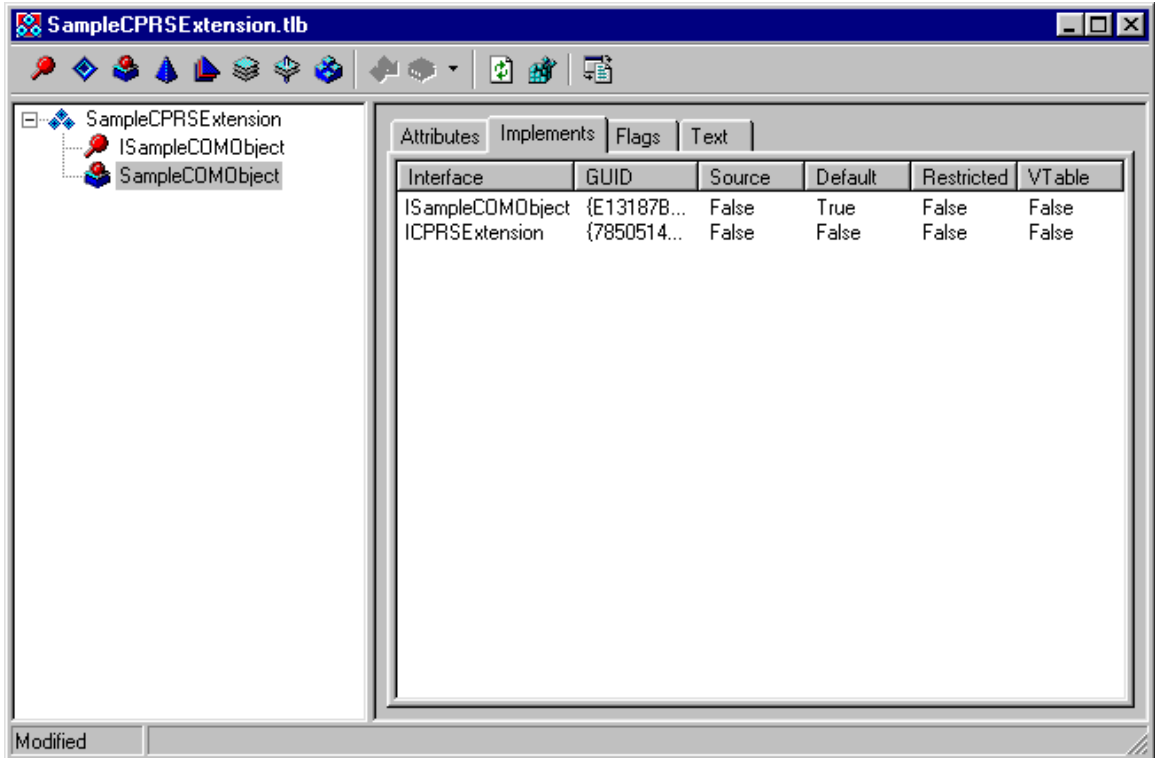 SampleCPRSExtension.tlb
SampleCPRSExtension
ISampleCOMObject
SampleCOMObject
Attributes Implements Flags Text
Interface GUID Source Default Restricted VTable
ISampleCOMObject {E13187B... False True False False
ICPRSExtension {7850514... False False False False
Modified